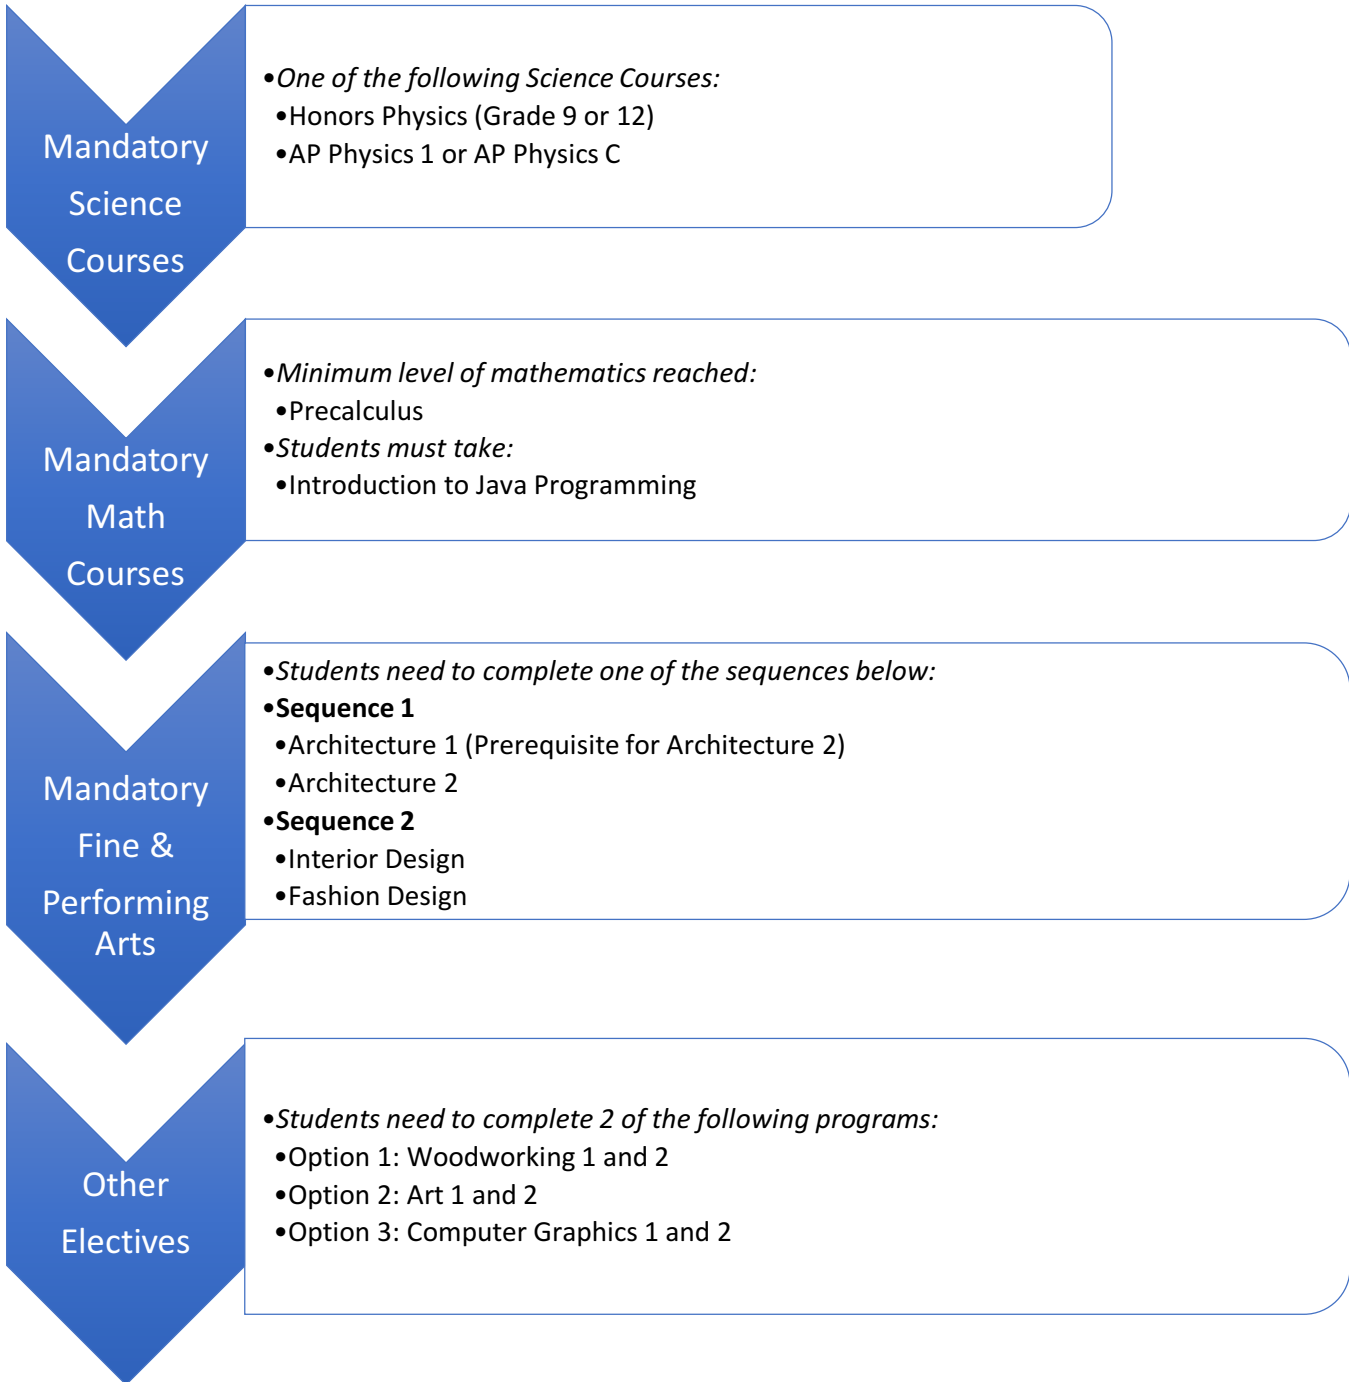 Mandatory
Science
Courses
•One of the following Science Courses:
•Honors Physics (Grade 9 or 12)
•AP Physics 1 or AP Physics C
Mandatory
Math
Courses
•Minimum level of mathematics reached:
•Precalculus
•Students must take:
•Introduction to Java Programming
Mandatory
Fine &
Performing
Arts
•Students need to complete one of the sequences below:
•Sequence 1
•Architecture 1 (Prerequisite for Architecture 2)
•Architecture 2
•Sequence 2
•Interior Design
•Fashion Design
Other
Electives
•Students need to complete 2 of the following programs:
•Option 1: Woodworking 1 and 2
•Option 2: Art 1 and 2
•Option 3: Computer Graphics 1 and 2